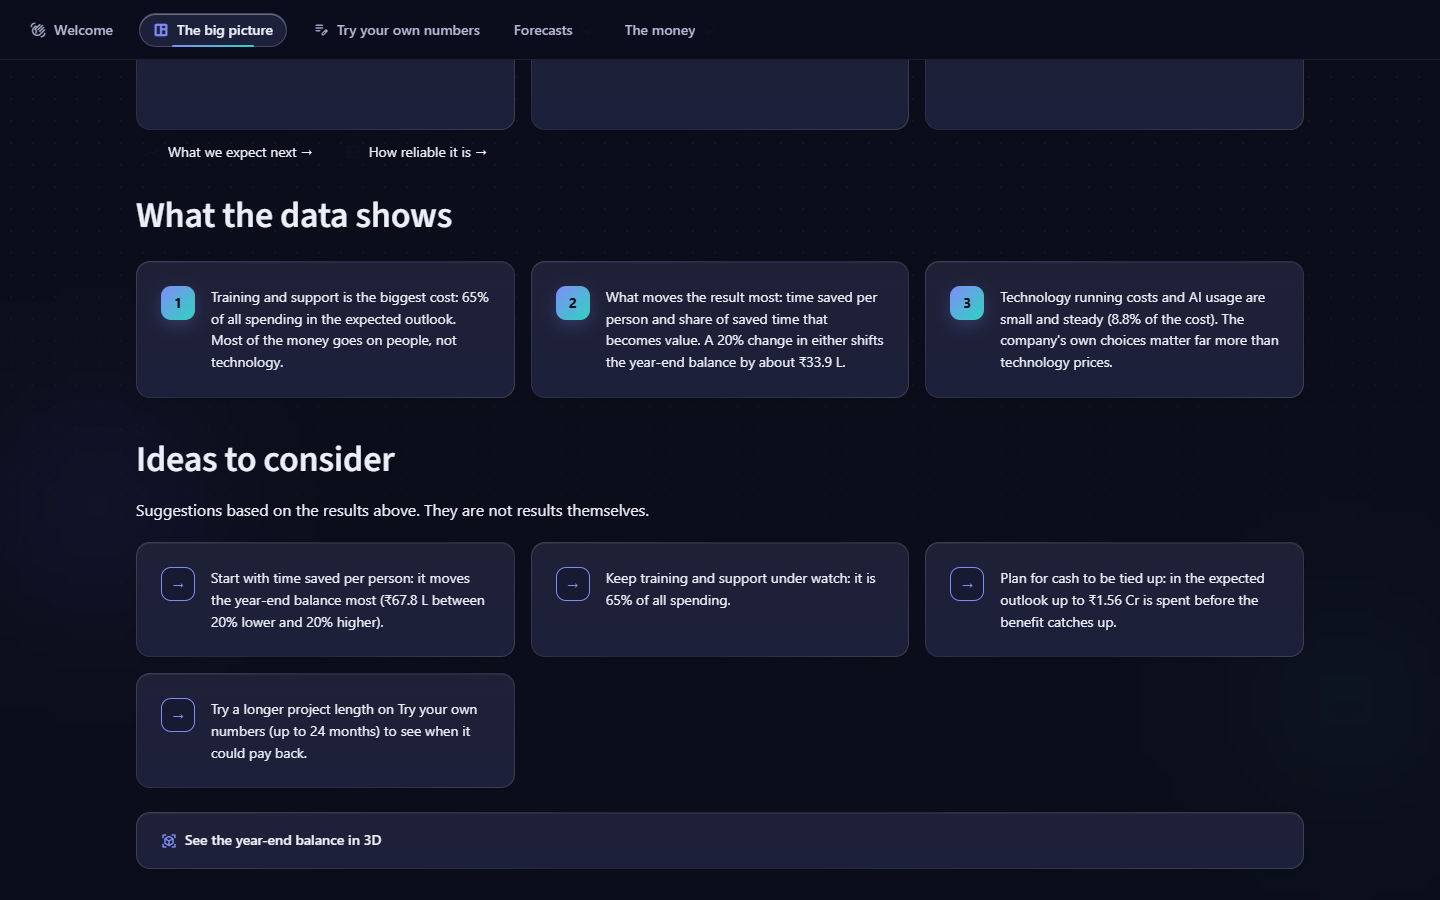 Welcome
The big picture
Try your own numbers
Forecasts
The money
What we expect next →
How reliable it is →
What the data shows
1
Training and support is the biggest cost: 65%
of all spending in the expected outlook.
Most of the money goes on people, not
technology.
2
What moves the result most: time saved per
person and share of saved time that
becomes value. A 20% change in either shifts
the year-end balance by about ₹33.9 L.
3
Technology running costs and AI usage are
small and steady (8.8% of the cost). The
company's own choices matter far more than
technology prices.
Ideas to consider
Suggestions based on the results above. They are not results themselves.
→
Start with time saved per person: it moves
the year-end balance most (₹67.8 L between
20% lower and 20% higher).
→
Keep training and support under watch: it is
65% of all spending.
→
Plan for cash to be tied up: in the expected
outlook up to ₹1.56 Cr is spent before the
benefit catches up.
→
Try a longer project length on Try your own
numbers (up to 24 months) to see when it
could pay back.
See the year-end balance in 3D